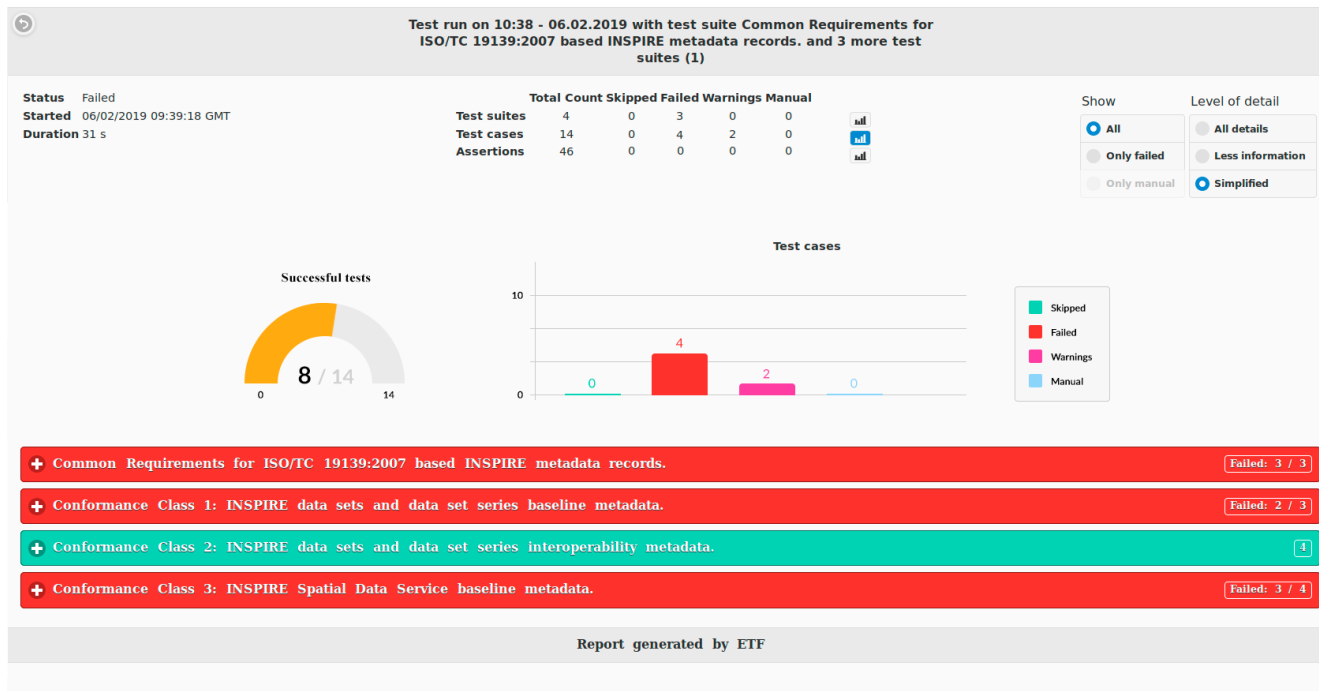 Test run on 10:38 - 06.02.2019 with test suite Common Requirements for
ISO/TC 19139:2007 based INSPIRE metadata records. and 3 more test
suites (1)
Status Failed
Started 06/02/2019 09:39:18 GMT
Duration 31 s
Total Count Skipped Failed Warnings Manual
Test suites 4 0 3 0 0
Test cases 14 0 4 2 0
Assertions 46 0 0 0 0
Show
All
Only failed
Only manual
Level of detail
All details
Less information
Simplified
Successful tests
8 / 14
0 14
Test cases
10
0
0
4
2
0
Skipped
Failed
Warnings
Manual
Common Requirements for ISO/TC 19139:2007 based INSPIRE metadata records. Failed: 3 / 3
Conformance Class 1: INSPIRE data sets and data set series baseline metadata. Failed: 2 / 3
Conformance Class 2: INSPIRE data sets and data set series interoperability metadata. 4
Conformance Class 3: INSPIRE Spatial Data Service baseline metadata. Failed: 3 / 4
Report generated by ETF